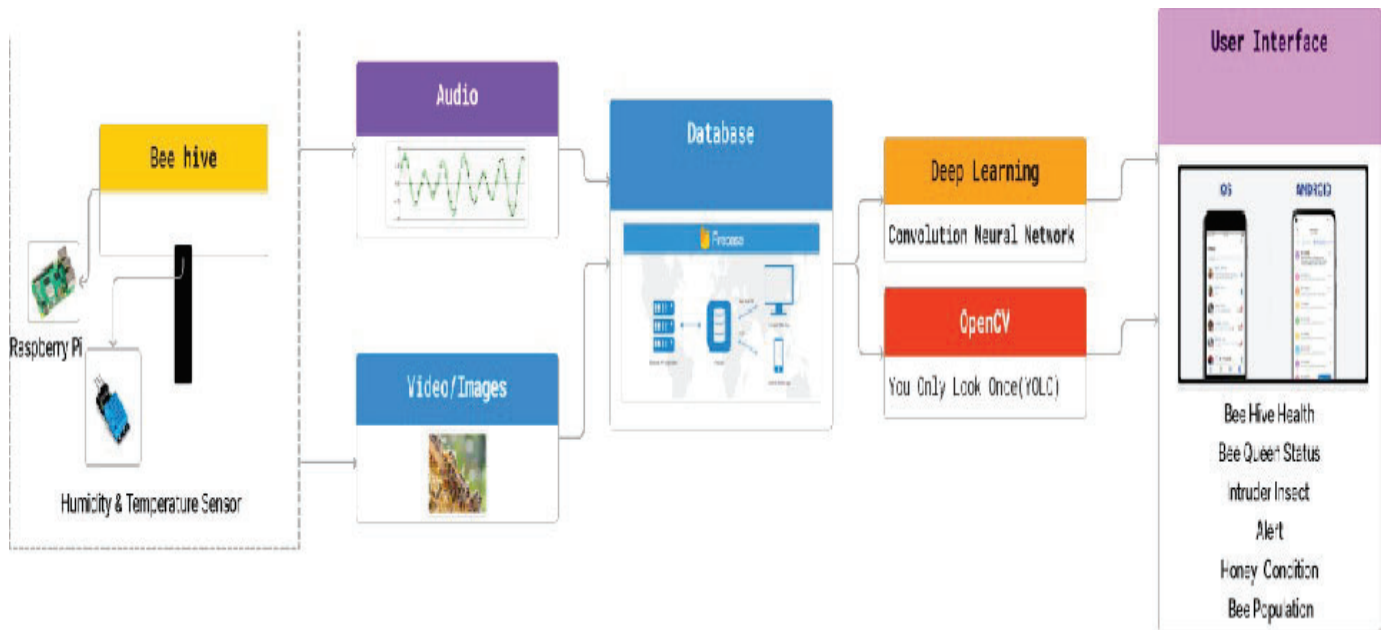 Bee hive
Raspberry Pi
Humidity & Temperature Sensor
Audio
Video/Images
Database
Firebase
Deep Learning
Convolution Neural Network
OpenCV
You Only Look Once(YOLO)
User Interface
iOS
ANDROID
Bee Hive Health
Bee Queen Status
Intruder Insect
Alert
Honey Condition
Bee Population